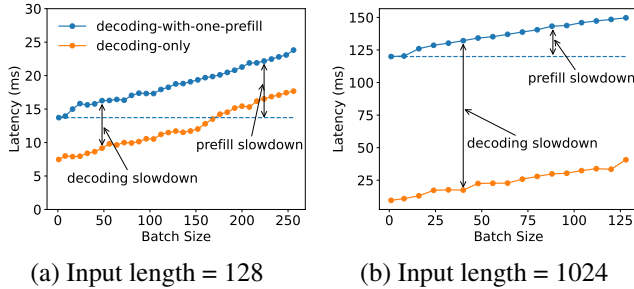 30
25
20
15
10
5
0
Latency (ms)
decoding-with-one-prefill
decoding-only
prefill slowdown
decoding slowdown
0 50 100 150 200 250
Batch Size
(a) Input length = 128
150
125
100
75
50
25
Latency (ms)
prefill slowdown
decoding slowdown
0 25 50 75 100 125
Batch Size
(b) Input length = 1024